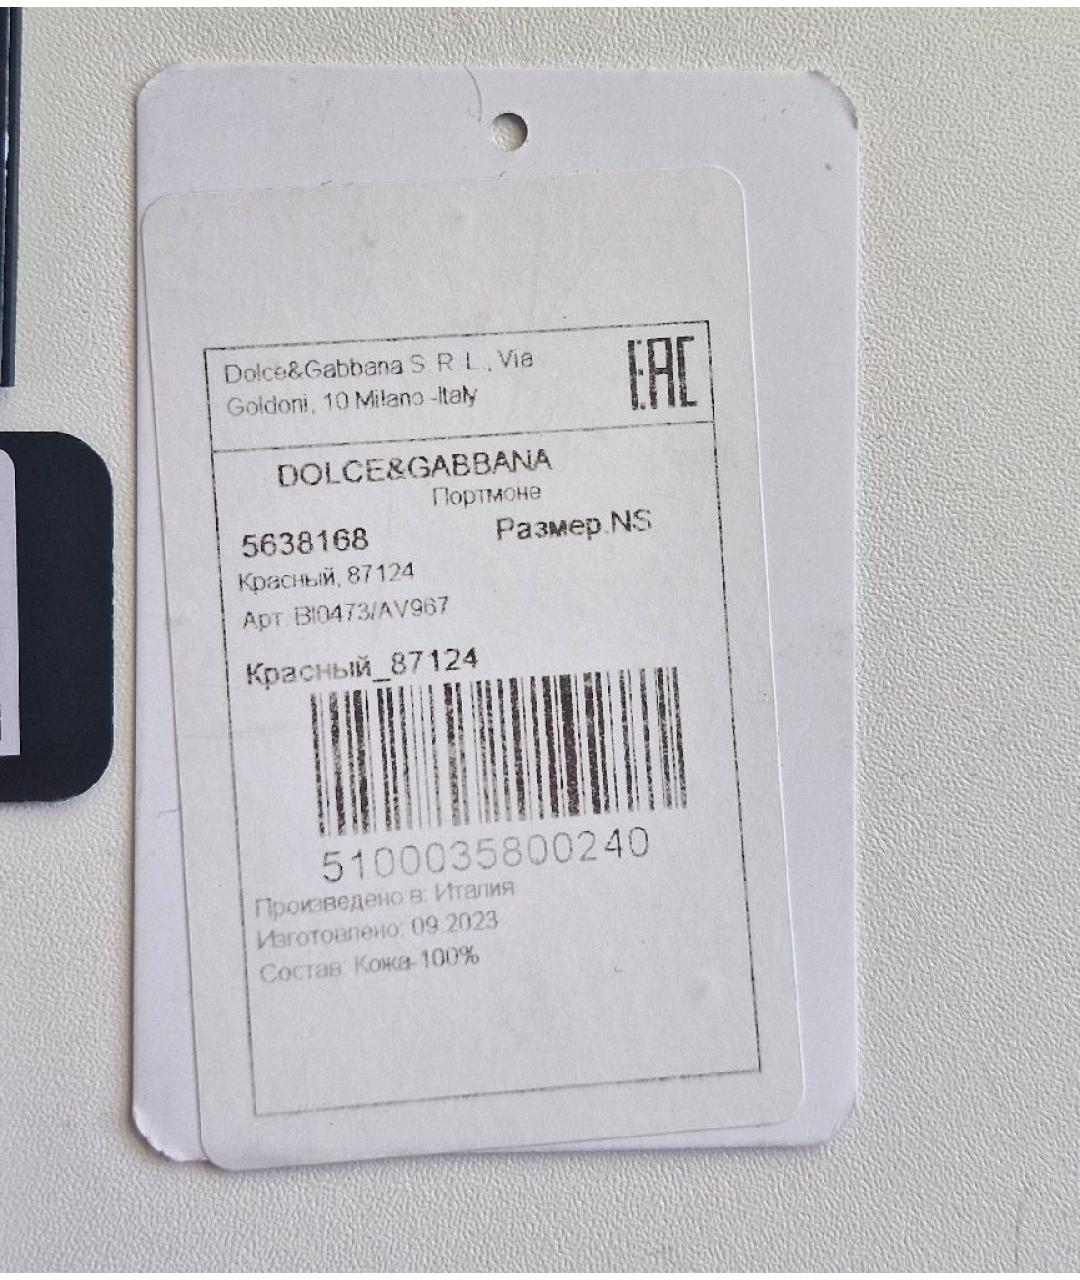 Dolce&Gabbana S R L., Via
Goldoni, 10 Milano -Italy
EAC
DOLCE&GABBANA
Портмоне
5638168
Размер.NS
Красный, 87124
Арт. BI0473/AV967
Красный_87124
5100035800240
Произведено в: Италия
Изготовлено: 09.2023
Состав: Кожа-100%